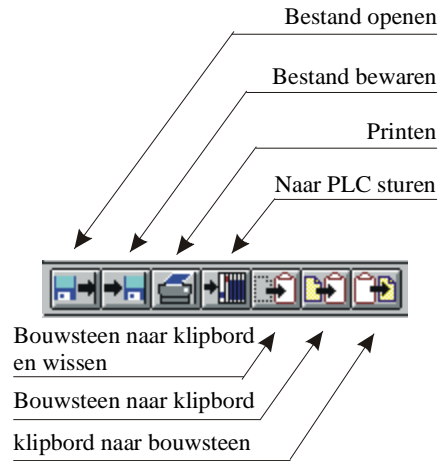 Bestand openen
Bestand bewaren
Printen
Naar PLC sturen
Bouwsteen naar klipbord
en wissen
Bouwsteen naar klipbord
klipbord naar bouwsteen